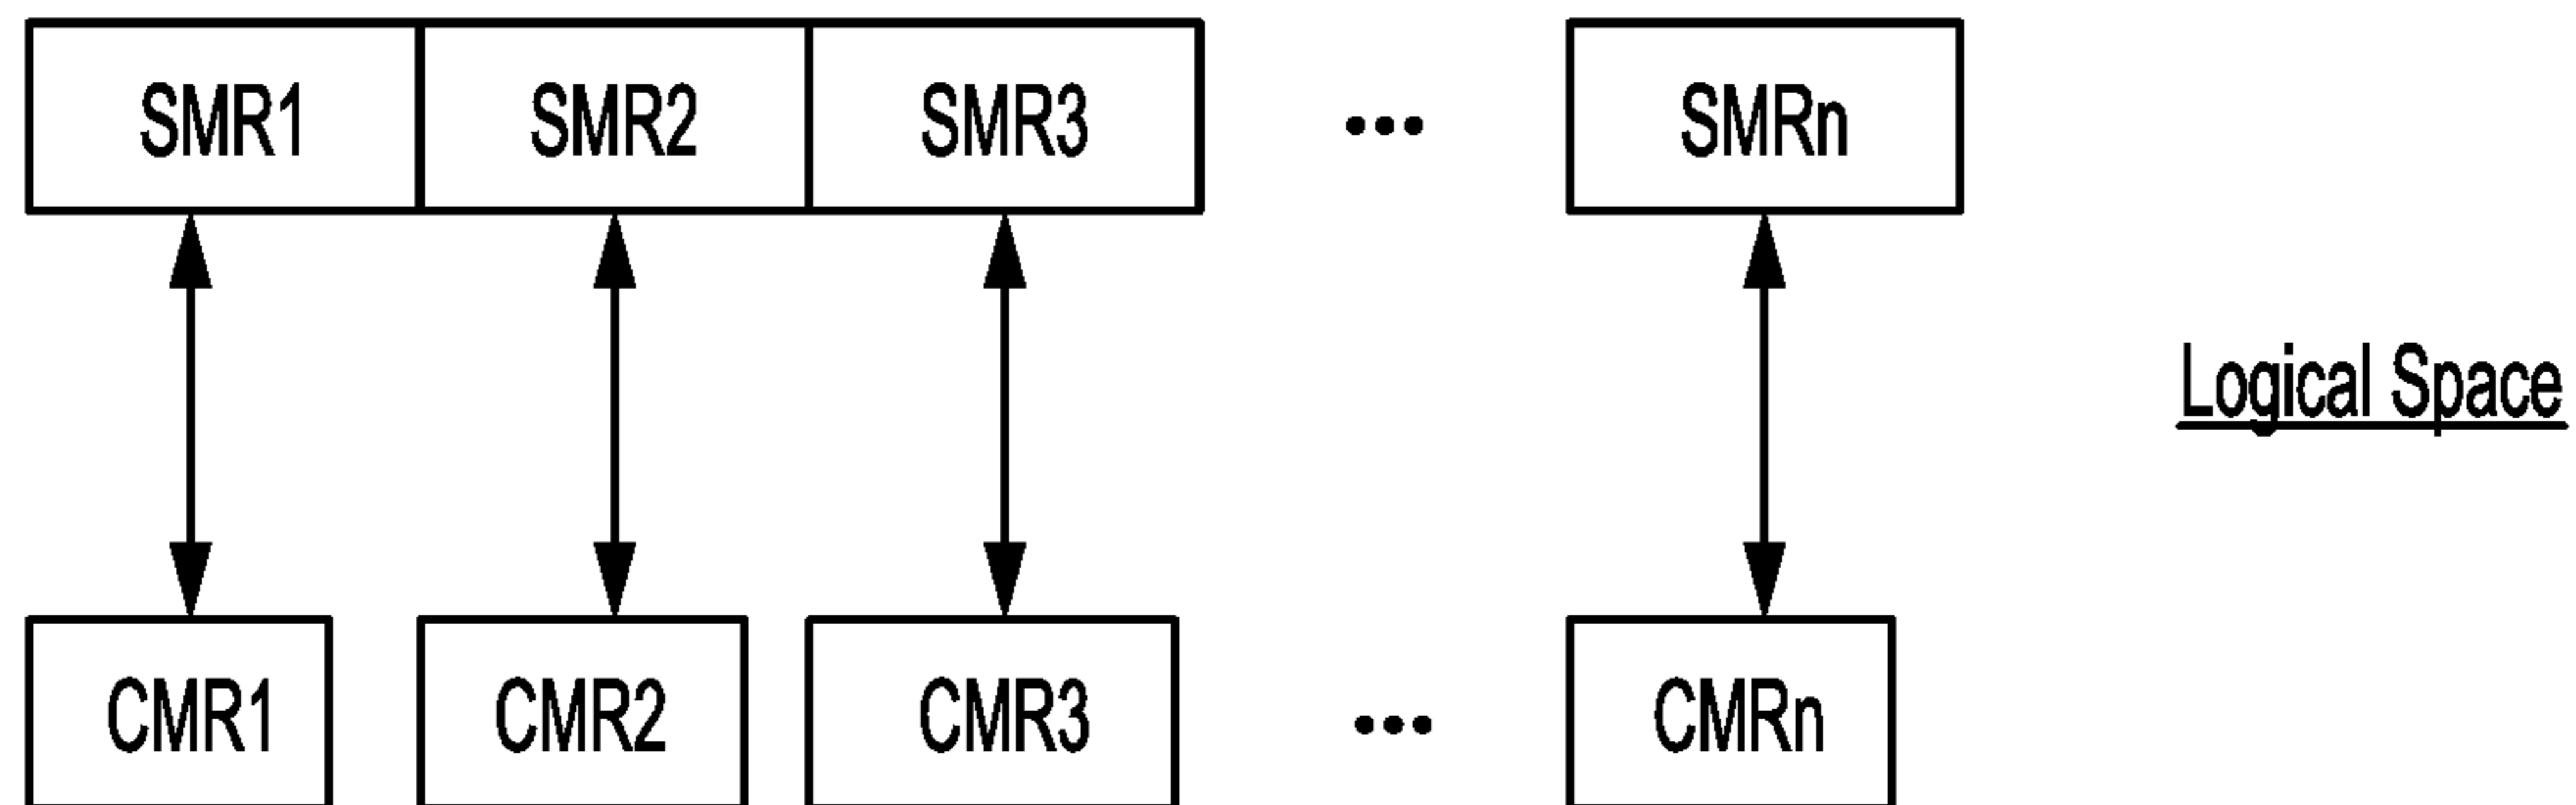 SMR1 SMR2 SMR3 ... SMRn
Logical Space
CMR1 CMR2 CMR3 ... CMRn